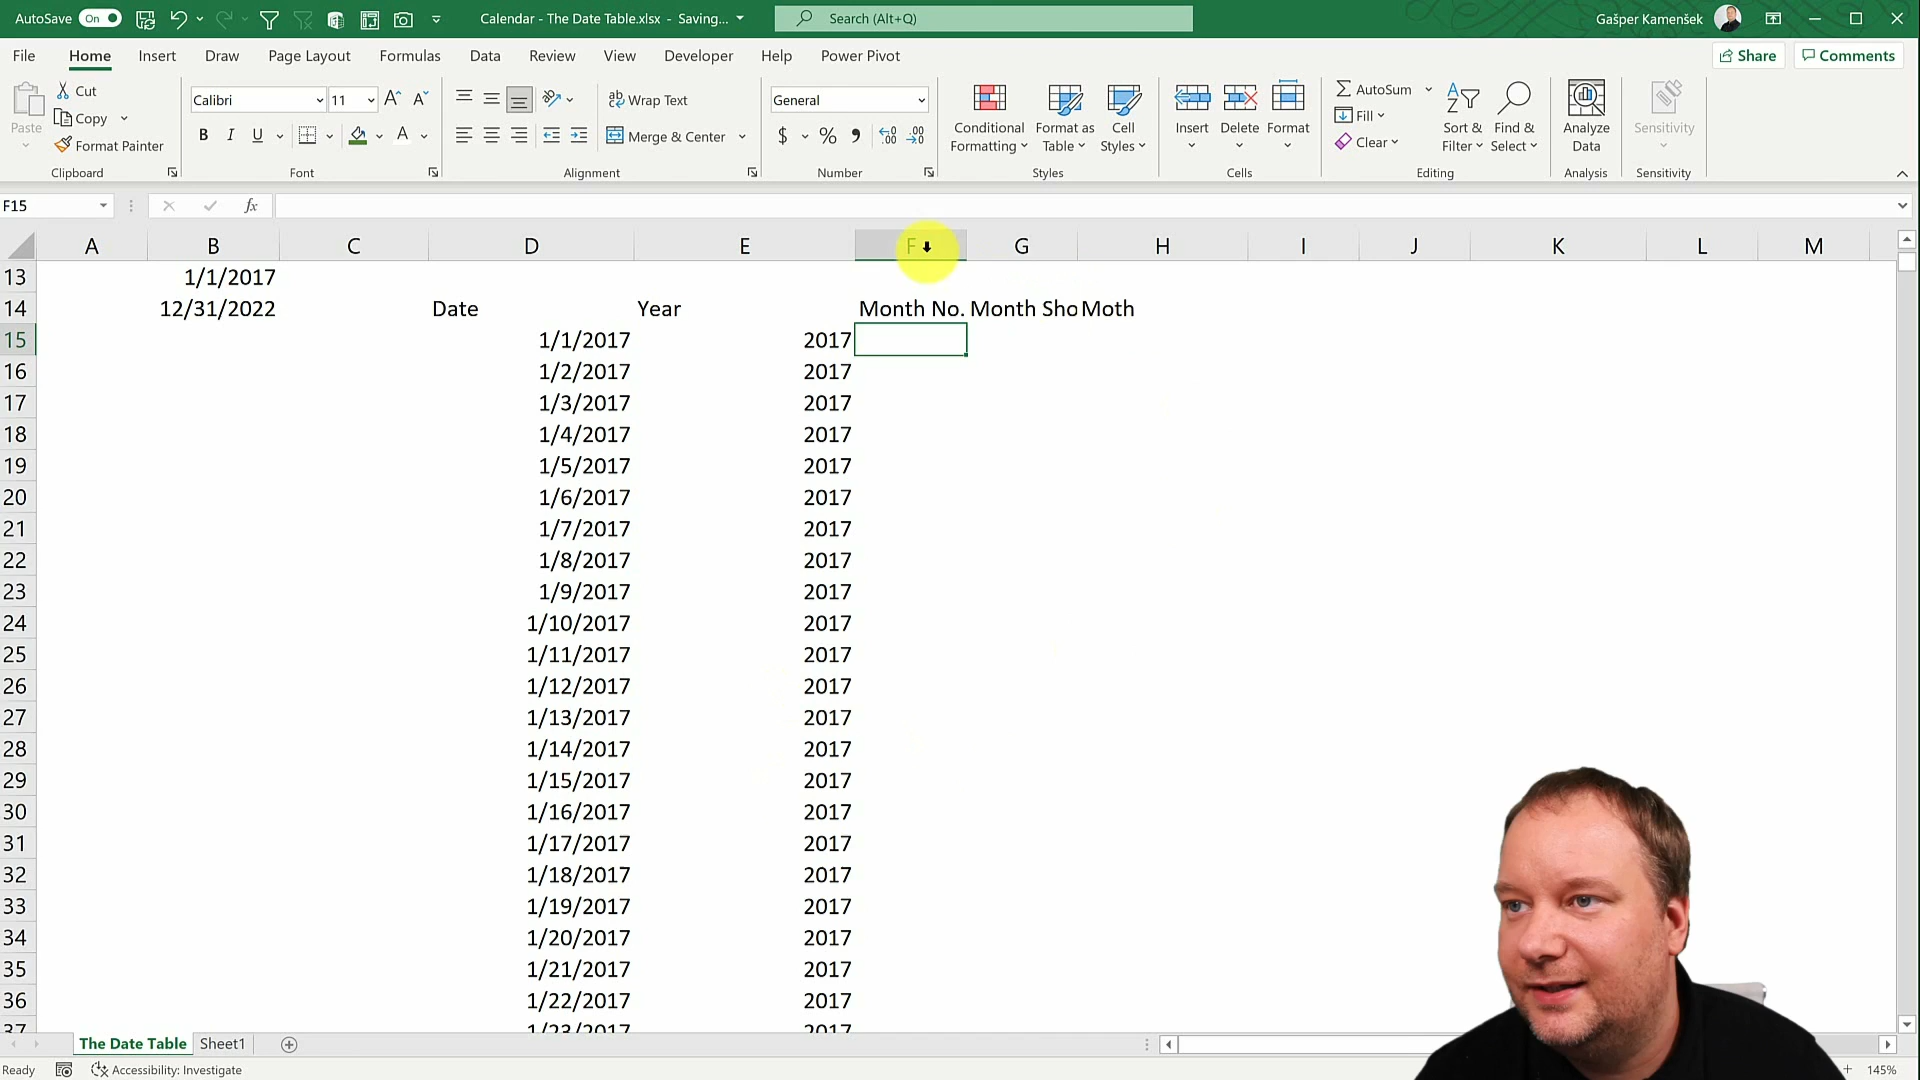 AutoSave On Calendar - The Date Table.xlsx - Saving... Search (Alt+Q) Gašper Kamenšek
File Home Insert Draw Page Layout Formulas Data Review View Developer Help Power Pivot Share Comments
Paste Cut Copy Format Painter Clipboard
Calibri 11 B I U A Font
Wrap Text Merge & Center Alignment
General $ % Number
Conditional Formatting Format as Table Cell Styles Styles
Insert Delete Format Cells
AutoSum Fill Clear Sort & Filter Find & Select Editing
Analyze Data Analysis
Sensitivity Sensitivity
F15 fx
A B C D E F G H I J K L M
13 1/1/2017
14 12/31/2022 Date Year Month No. Month Sho Moth
15 1/1/2017 2017
16 1/2/2017 2017
17 1/3/2017 2017
18 1/4/2017 2017
19 1/5/2017 2017
20 1/6/2017 2017
21 1/7/2017 2017
22 1/8/2017 2017
23 1/9/2017 2017
24 1/10/2017 2017
25 1/11/2017 2017
26 1/12/2017 2017
27 1/13/2017 2017
28 1/14/2017 2017
29 1/15/2017 2017
30 1/16/2017 2017
31 1/17/2017 2017
32 1/18/2017 2017
33 1/19/2017 2017
34 1/20/2017 2017
35 1/21/2017 2017
36 1/22/2017 2017
37 1/23/2017 2017
The Date Table Sheet1
Ready Accessibility: Investigate 145%